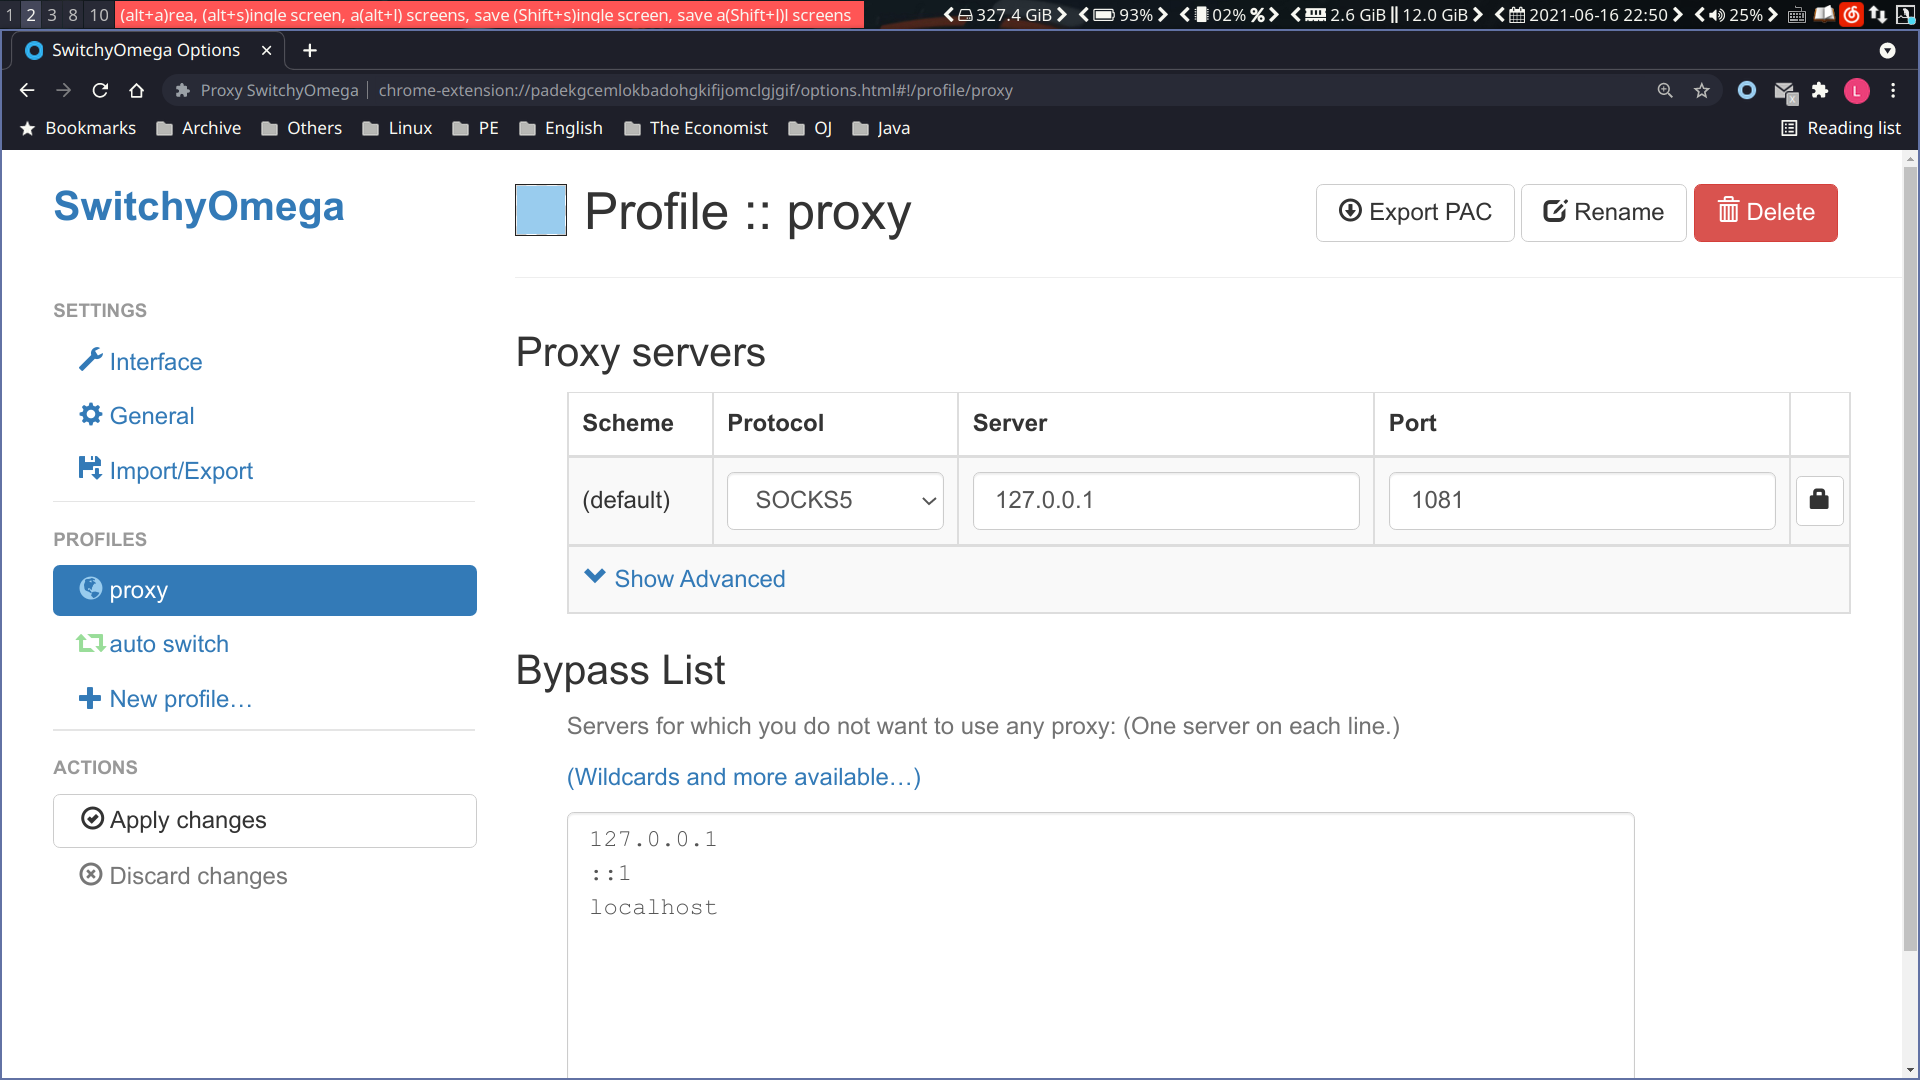 1 2 3 8 10 (alt+a)rea, (alt+s)ingle screen, a(alt+l) screens, save (Shift+s)ingle screen, save a(Shift+l)l screens 327.4 GiB 93% 02% % 2.6 GiB || 12.0 GiB 2021-06-16 22:50 25%
SwitchyOmega Options
Proxy SwitchyOmega chrome-extension://padekgcemlokbadohgkifijomclgjgif/options.html#!/profile/proxy L
Bookmarks Archive Others Linux PE English The Economist OJ Java Reading list
SwitchyOmega
SETTINGS
Interface
General
Import/Export
PROFILES
proxy
auto switch
New profile…
ACTIONS
Apply changes
Discard changes
Profile :: proxy
Export PAC Rename Delete
Proxy servers
Scheme Protocol Server Port
(default) SOCKS5 127.0.0.1 1081
Show Advanced
Bypass List
Servers for which you do not want to use any proxy: (One server on each line.)
(Wildcards and more available…)
127.0.0.1
::1
localhost